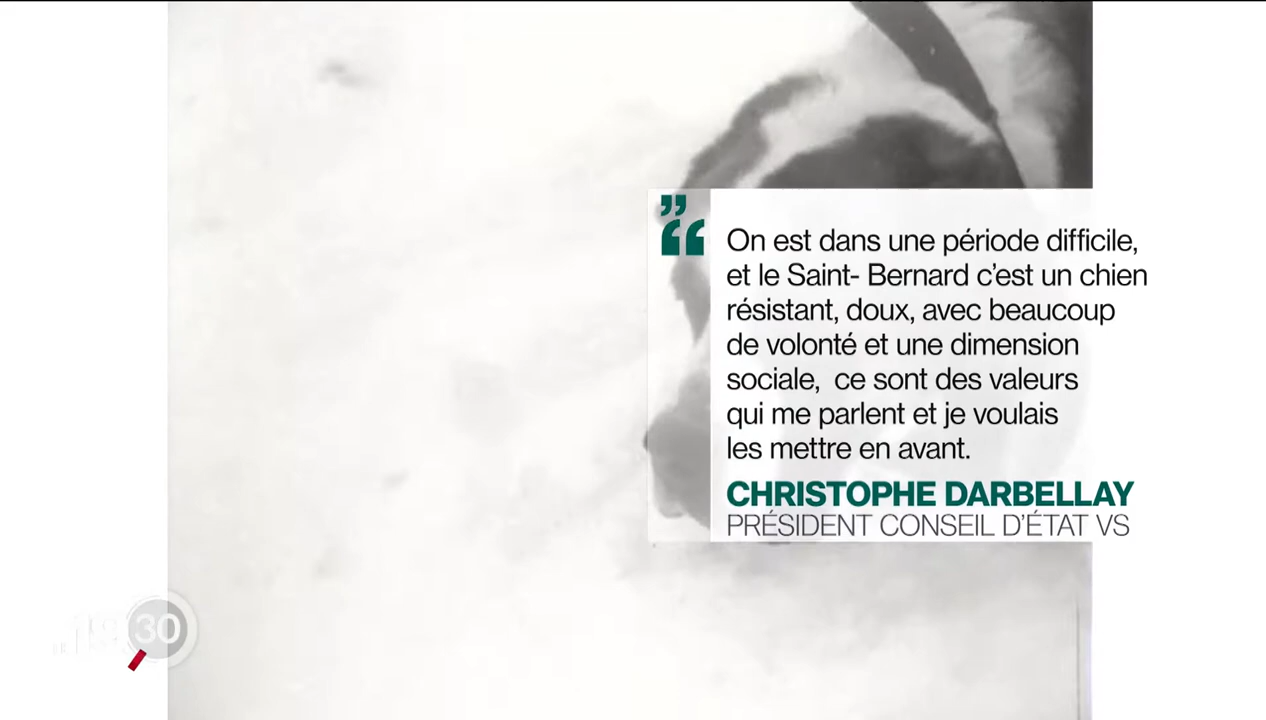 ”
“
On est dans une période difficile,
et le Saint- Bernard c’est un chien
résistant, doux, avec beaucoup
de volonté et une dimension
sociale,  ce sont des valeurs
qui me parlent et je voulais
les mettre en avant.
CHRISTOPHE DARBELLAY
PRÉSIDENT CONSEIL D’ÉTAT VS
19 30